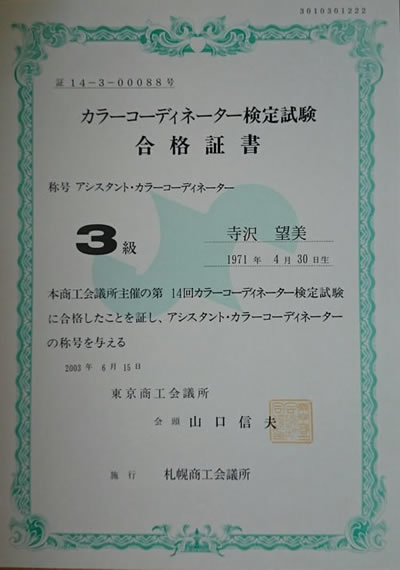 3010301222
証 14-3-00088 号
カラーコーディネーター検定試験
合格証書
称号 アシスタント・カラーコーディネーター
3級
寺沢 望美
1971 年 4 月 30 日生
本商工会議所主催の第 14回カラーコーディネーター検定試験
に合格したことを証し、アシスタント・カラーコーディネーター
の称号を与える
2003 年 6 月 15日
東京商工会議所
会頭 山口信夫
施行 札幌商工会議所